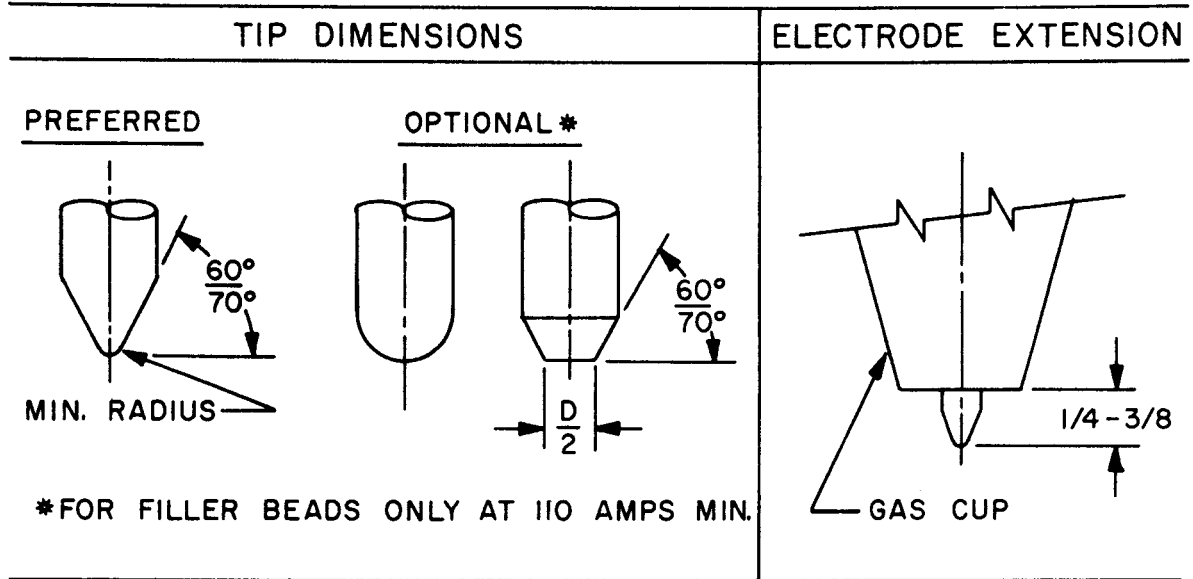 TIP DIMENSIONS
ELECTRODE EXTENSION
PREFERRED
OPTIONAL*
60°
70°
60°
70°
MIN. RADIUS
D
2
1/4-3/8
GAS CUP
*FOR FILLER BEADS ONLY AT 110 AMPS MIN.